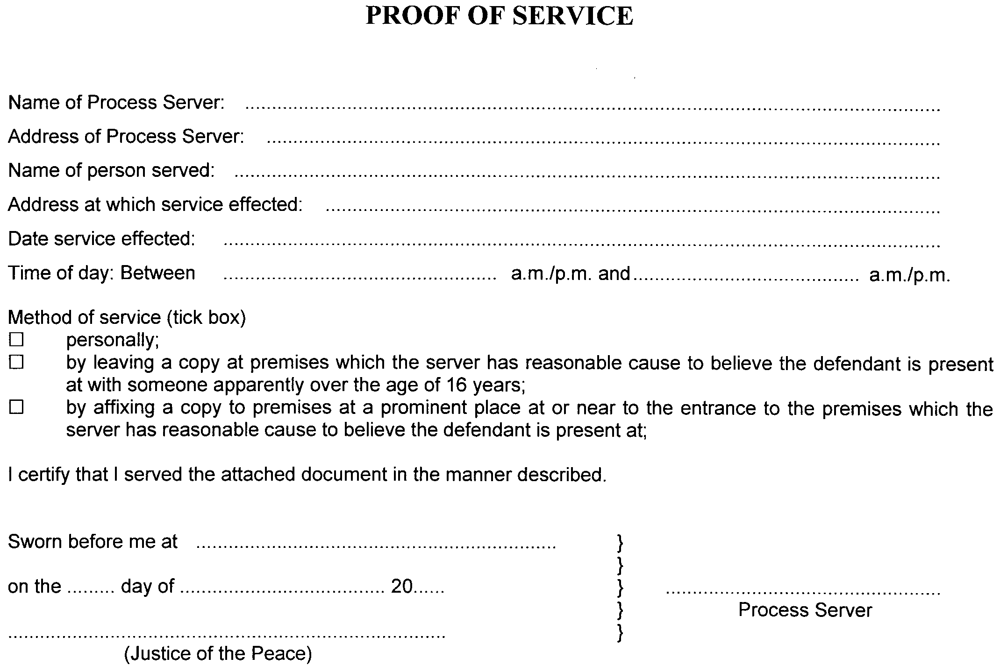 PROOF OF SERVICE
Name of Process Server: ................................................................
Address of Process Server: ................................................................
Name of person served: ................................................................
Address at which service effected: ................................................................
Date service effected: ................................................................
Time of day: Between ........................................ a.m./p.m. and........................................ a.m./p.m.
Method of service (tick box)
☐ personally;
☐ by leaving a copy at premises which the server has reasonable cause to believe the defendant is present
at with someone apparently over the age of 16 years;
☐ by affixing a copy to premises at a prominent place at or near to the entrance to the premises which the
server has reasonable cause to believe the defendant is present at;
I certify that I served the attached document in the manner described.
Sworn before me at ................................................................ }
}
on the ......... day of ...................................... 20...... } ..................................................
} Process Server
................................................................ }
(Justice of the Peace)